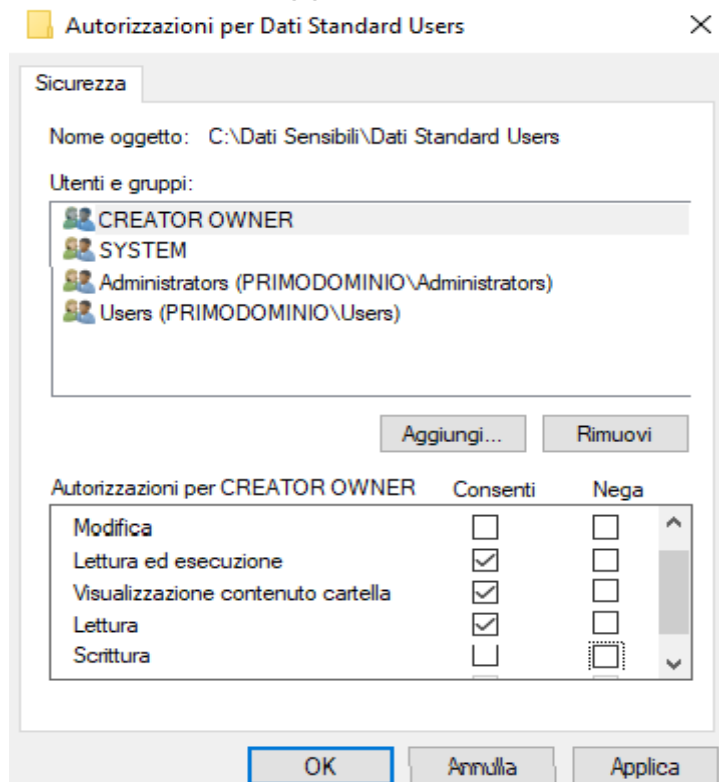 Autorizzazioni per Dati Standard Users
Sicurezza
Nome oggetto: C:\Dati Sensibili\Dati Standard Users
Utenti e gruppi:
CREATOR OWNER
SYSTEM
Administrators (PRIMODOMINIO\Administrators)
Users (PRIMODOMINIO\Users)
Aggiungi... Rimuovi
Autorizzazioni per CREATOR OWNER Consenti Nega
Modifica
Lettura ed esecuzione
Visualizzazione contenuto cartella
Lettura
Scrittura
OK Annulla Applica